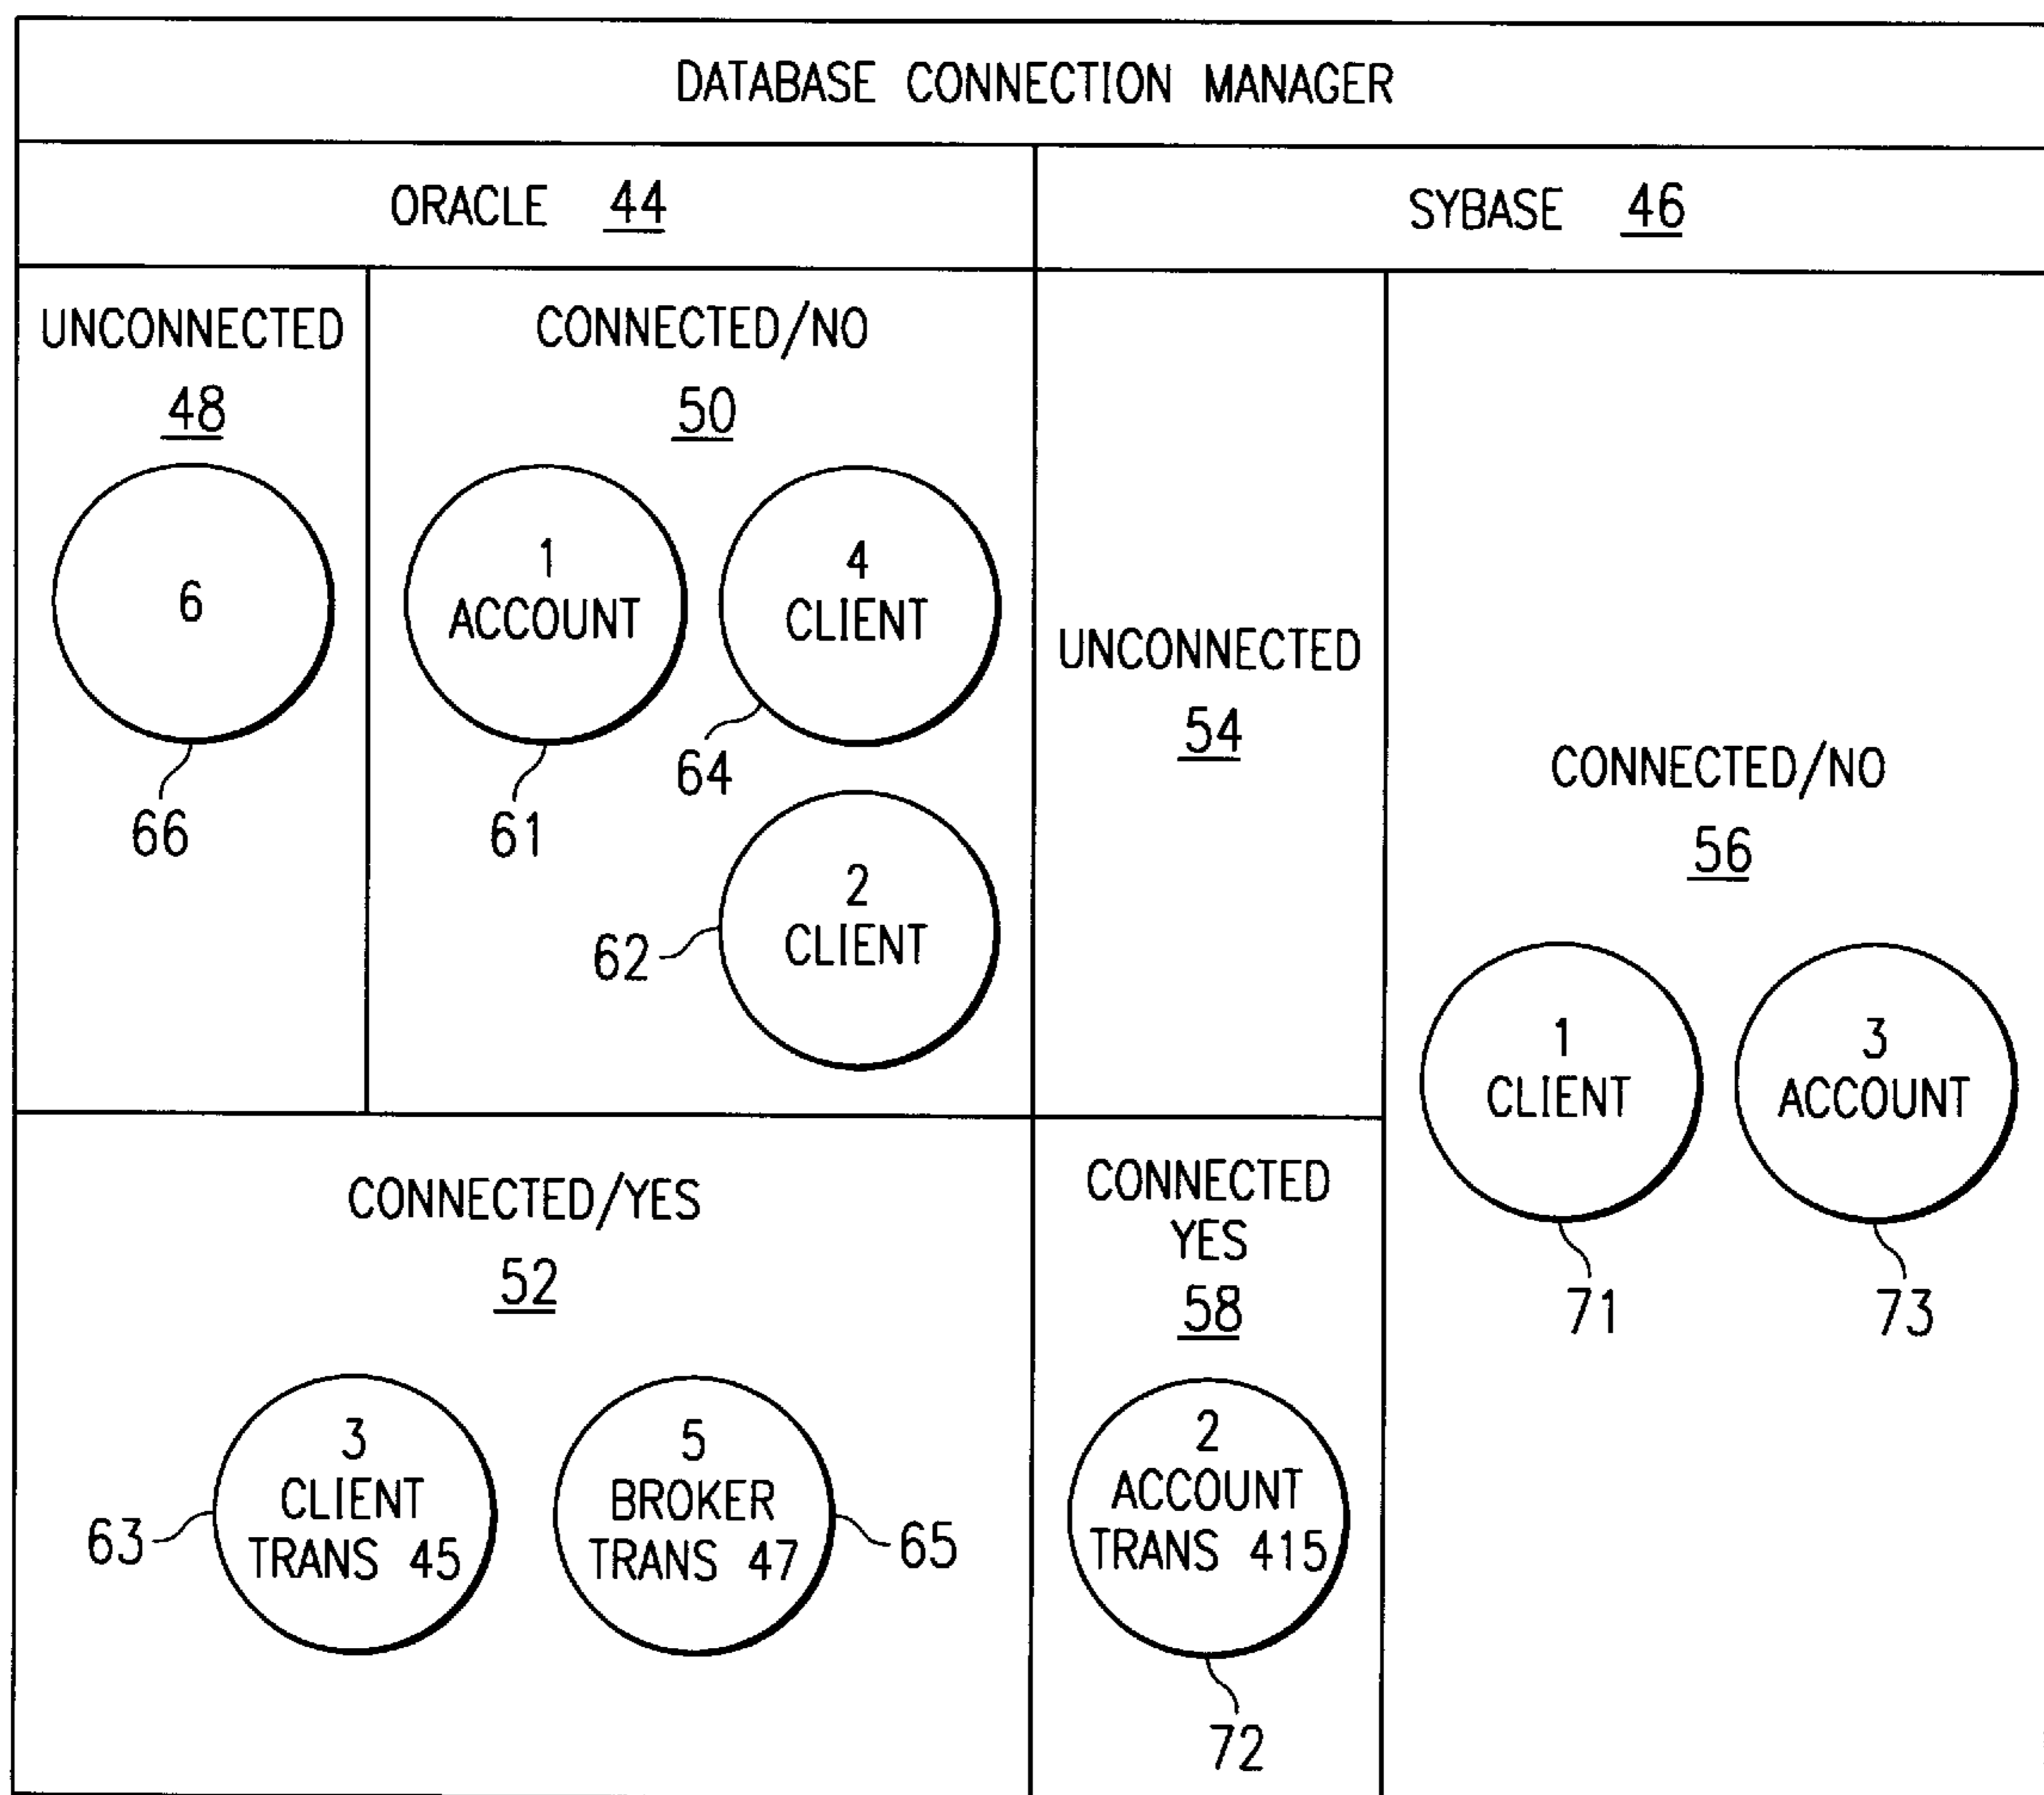 DATABASE CONNECTION MANAGER
ORACLE 44
SYBASE 46
UNCONNECTED
48
6
66
CONNECTED/NO
50
1
ACCOUNT
61
4
CLIENT
64
2
CLIENT
62
CONNECTED/YES
52
3
CLIENT
TRANS 45
63
5
BROKER
TRANS 47
65
UNCONNECTED
54
CONNECTED
YES
58
2
ACCOUNT
TRANS 415
72
CONNECTED/NO
56
1
CLIENT
71
3
ACCOUNT
73